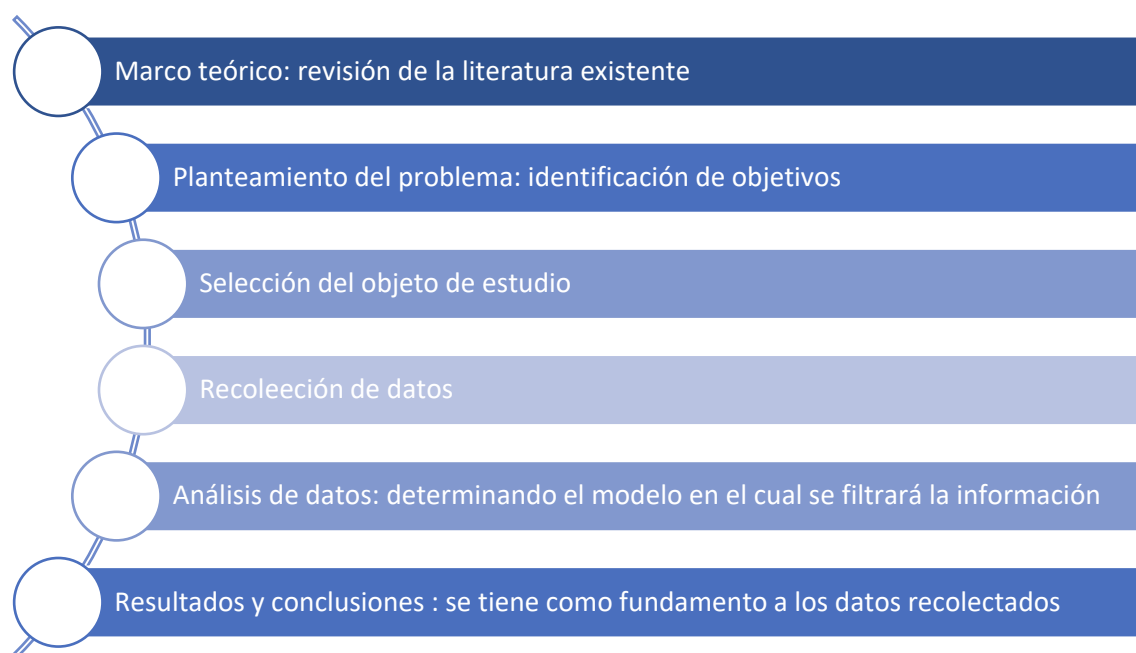 Marco teórico: revisión de la literatura existente
Planteamiento del problema: identificación de objetivos
Selección del objeto de estudio
Recoleeción de datos
Análisis de datos: determinando el modelo en el cual se filtrará la información
Resultados y conclusiones : se tiene como fundamento a los datos recolectados